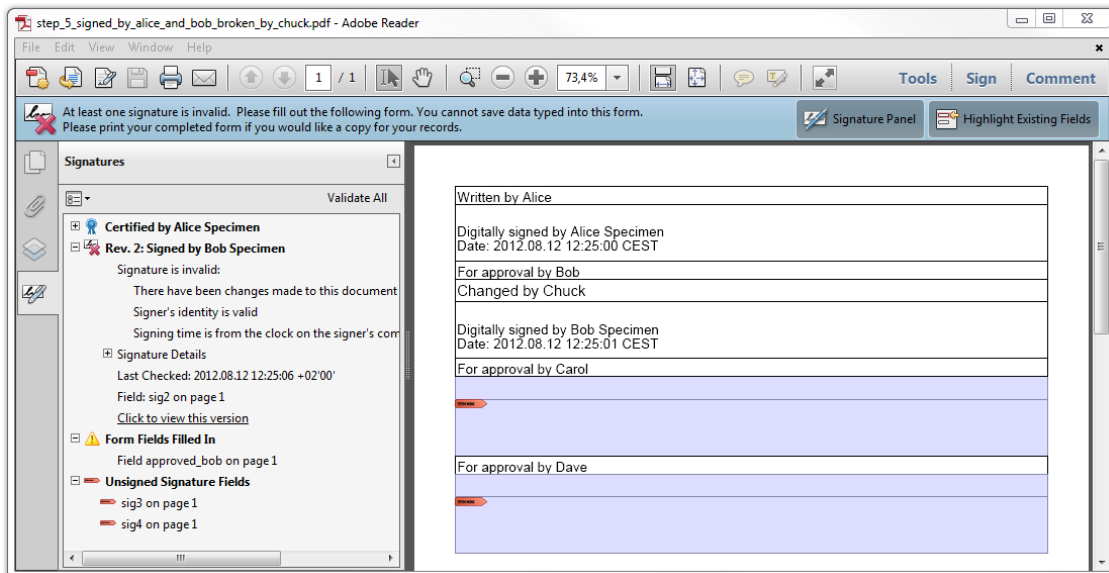 step_5_signed_by_alice_and_bob_broken_by_chuck.pdf - Adobe Reader
File Edit View Window Help
1 / 1 73,4% Tools Sign Comment
At least one signature is invalid. Please fill out the following form. You cannot save data typed into this form.
Please print your completed form if you would like a copy for your records.
Signature Panel
Highlight Existing Fields
Signatures
Validate All
Certified by Alice Specimen
Rev. 2: Signed by Bob Specimen
Signature is invalid:
There have been changes made to this document
Signer's identity is valid
Signing time is from the clock on the signer's com
Signature Details
Last Checked: 2012.08.12 12:25:06 +02'00'
Field: sig2 on page 1
Click to view this version
Form Fields Filled In
Field approved_bob on page 1
Unsigned Signature Fields
sig3 on page 1
sig4 on page 1
Written by Alice
Digitally signed by Alice Specimen
Date: 2012.08.12 12:25:00 CEST
For approval by Bob
Changed by Chuck
Digitally signed by Bob Specimen
Date: 2012.08.12 12:25:01 CEST
For approval by Carol
For approval by Dave